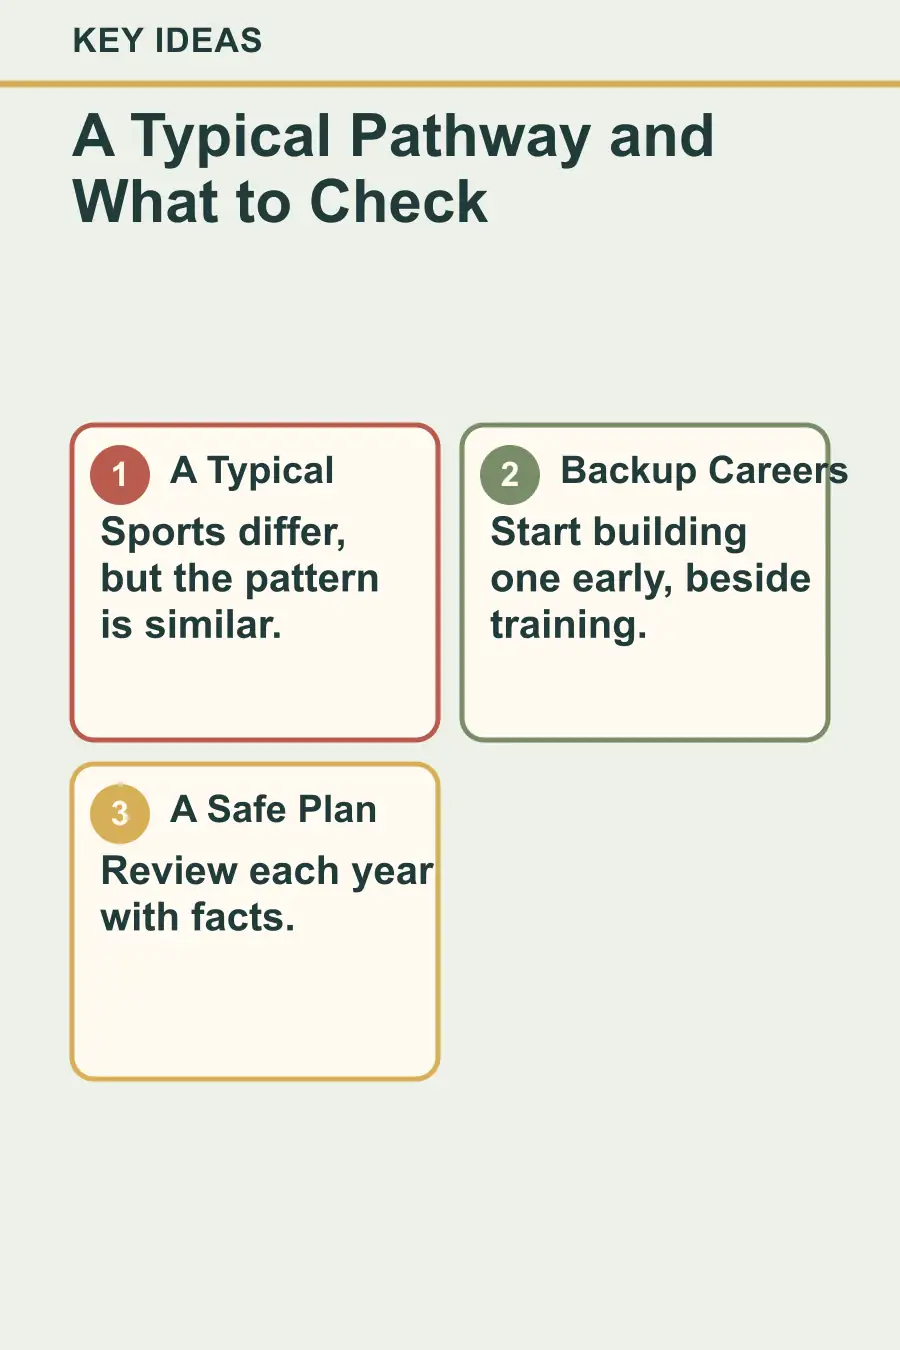 KEY IDEAS
A Typical Pathway and
What to Check
1 A Typical
Sports differ,
but the pattern
is similar.
2 Backup Careers
Start building
one early, beside
training.
3 A Safe Plan
Review each year
with facts.